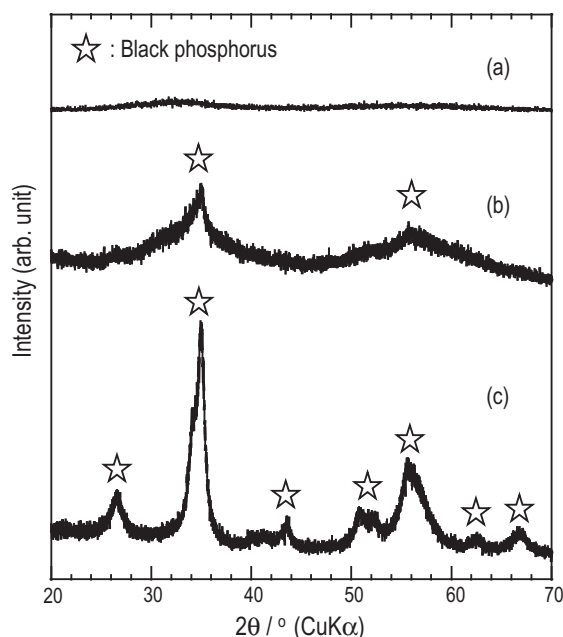 ☆ : Black phosphorus
(a)
(b)
(c)
Intensity (arb. unit)
20 30 40 50 60 70
2θ / ° (CuKα)